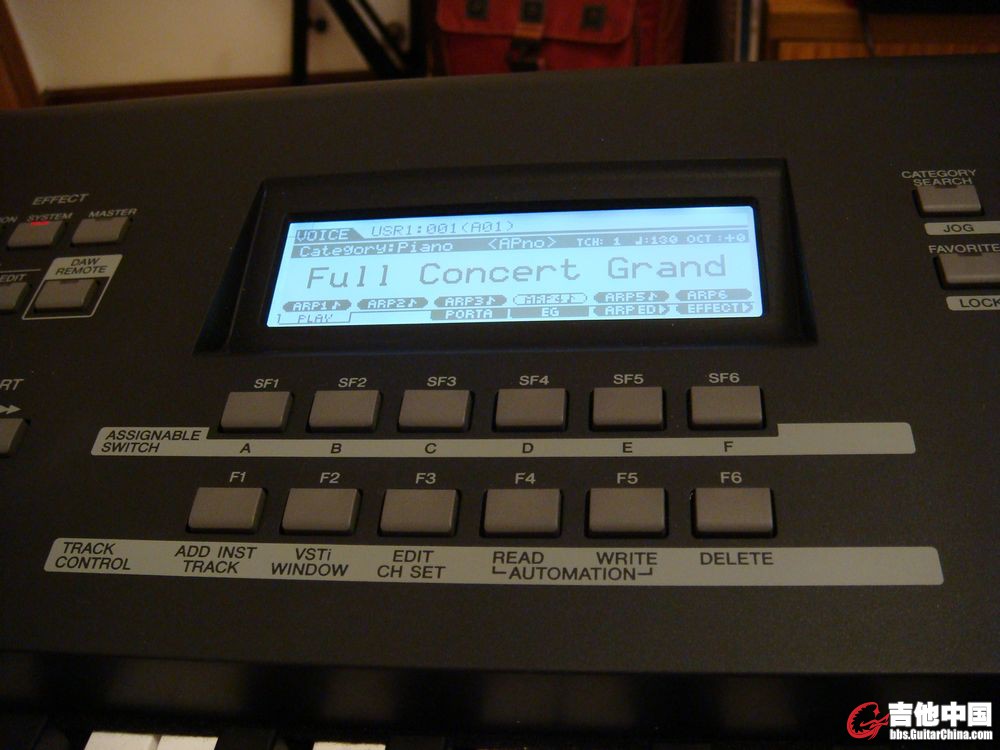 EFFECT
SYSTEM
MASTER
EDIT
DAW
REMOTE
VOICE USR1:001(A01)
Category:Piano <APno> TCH: 1 ♩:130 OCT:+0
Full Concert Grand
ARP1♪ ARP2♪ ARP3♪ ARP4♪ ARP5♪ ARP6
PLAY PORTA EG ARP ED EFFECT
CATEGORY
SEARCH
JOG
FAVORITE
LOCK
SF1 SF2 SF3 SF4 SF5 SF6
ASSIGNABLE
SWITCH
A B C D E F
F1 F2 F3 F4 F5 F6
TRACK
CONTROL
ADD INST
TRACK
VSTi
WINDOW
EDIT
CH SET
READ WRITE
AUTOMATION
DELETE
吉他中国
bbs.GuitarChina.com